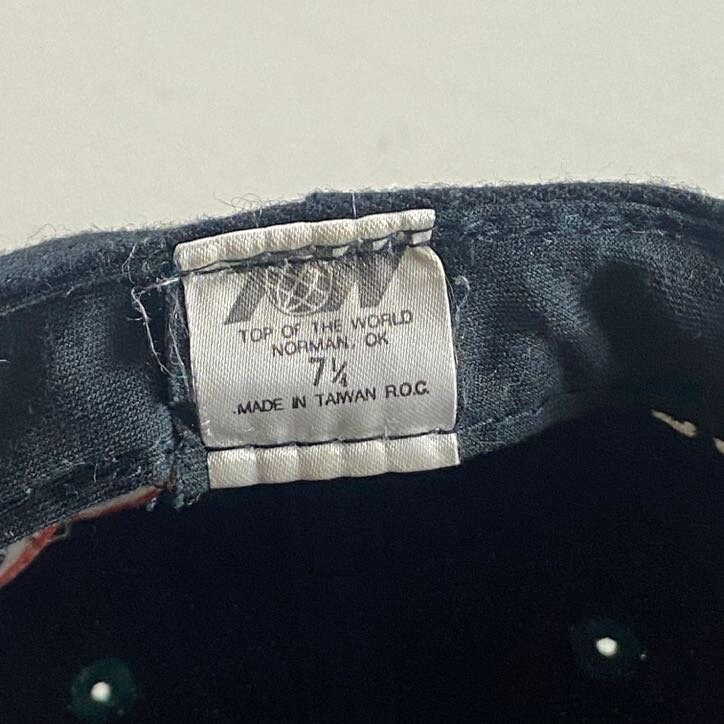 TOW
TOP OF THE WORLD
NORMAN, OK
7¼
MADE IN TAIWAN R.O.C.